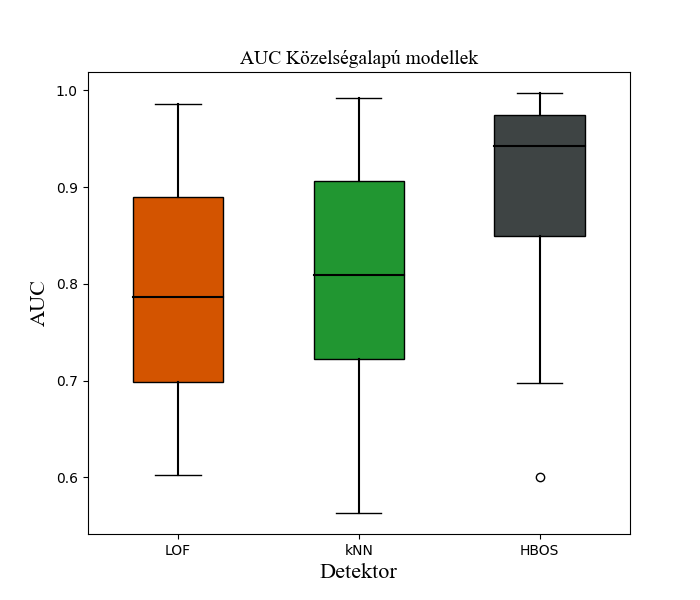 AUC Közelségalapú modellek
1.0
0.9
0.8
0.7
0.6
AUC
LOF kNN HBOS
Detektor